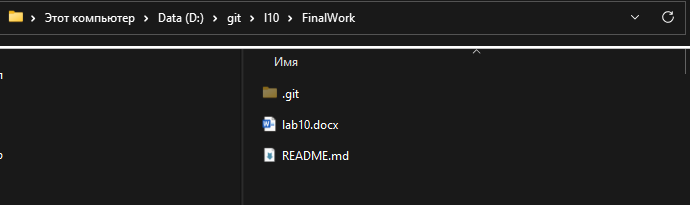 Этот компьютер > Data (D:) > git > l10 > FinalWork
Имя
.git
lab10.docx
README.md